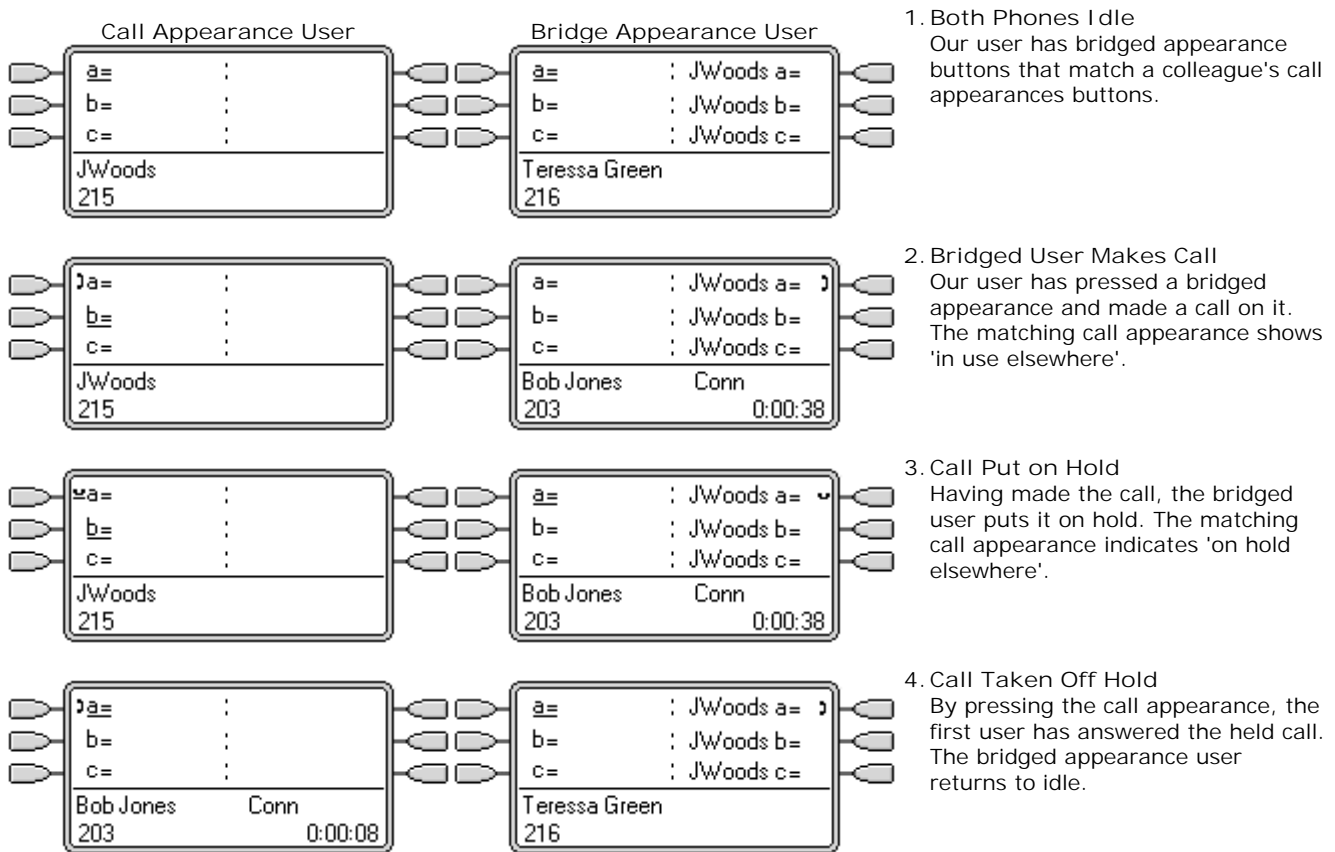 Call Appearance User
Bridge Appearance User
a= :
b= :
c= :
JWoods
215
a= : JWoods a=
b= : JWoods b=
c= : JWoods c=
Teressa Green
216
1. Both Phones Idle
Our user has bridged appearance
buttons that match a colleague's call
appearances buttons.
a= :
b= :
c= :
JWoods
215
a= : JWoods a=
b= : JWoods b=
c= : JWoods c=
Bob Jones Conn
203 0:00:38
2. Bridged User Makes Call
Our user has pressed a bridged
appearance and made a call on it.
The matching call appearance shows
'in use elsewhere'.
a= :
b= :
c= :
JWoods
215
a= : JWoods a=
b= : JWoods b=
c= : JWoods c=
Bob Jones Conn
203 0:00:38
3. Call Put on Hold
Having made the call, the bridged
user puts it on hold. The matching
call appearance indicates 'on hold
elsewhere'.
a= :
b= :
c= :
Bob Jones Conn
203 0:00:08
a= : JWoods a=
b= : JWoods b=
c= : JWoods c=
Teressa Green
216
4. Call Taken Off Hold
By pressing the call appearance, the
first user has answered the held call.
The bridged appearance user
returns to idle.